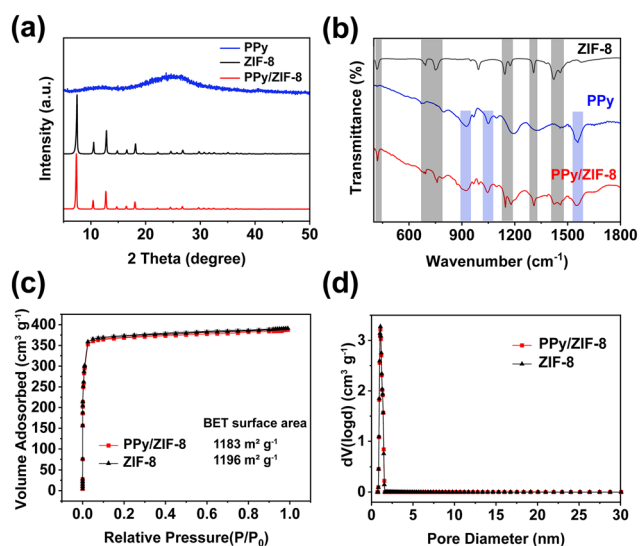 (a)
PPy
ZIF-8
PPy/ZIF-8
Intensity (a.u.)
10 20 30 40 50
2 Theta (degree)
(b)
ZIF-8
PPy
PPy/ZIF-8
Transmittance (%)
600 900 1200 1500 1800
Wavenumber (cm⁻¹)
(c)
Volume Adosorbed (cm³ g⁻¹)
400
350
300
250
200
150
100
50
0
BET surface area
PPy/ZIF-8 1183 m² g⁻¹
ZIF-8 1196 m² g⁻¹
0.0 0.2 0.4 0.6 0.8 1.0
Relative Pressure(P/P₀)
(d)
dV(logd) (cm³ g⁻¹)
3
2
1
0
PPy/ZIF-8
ZIF-8
0 5 10 15 20 25 30
Pore Diameter (nm)